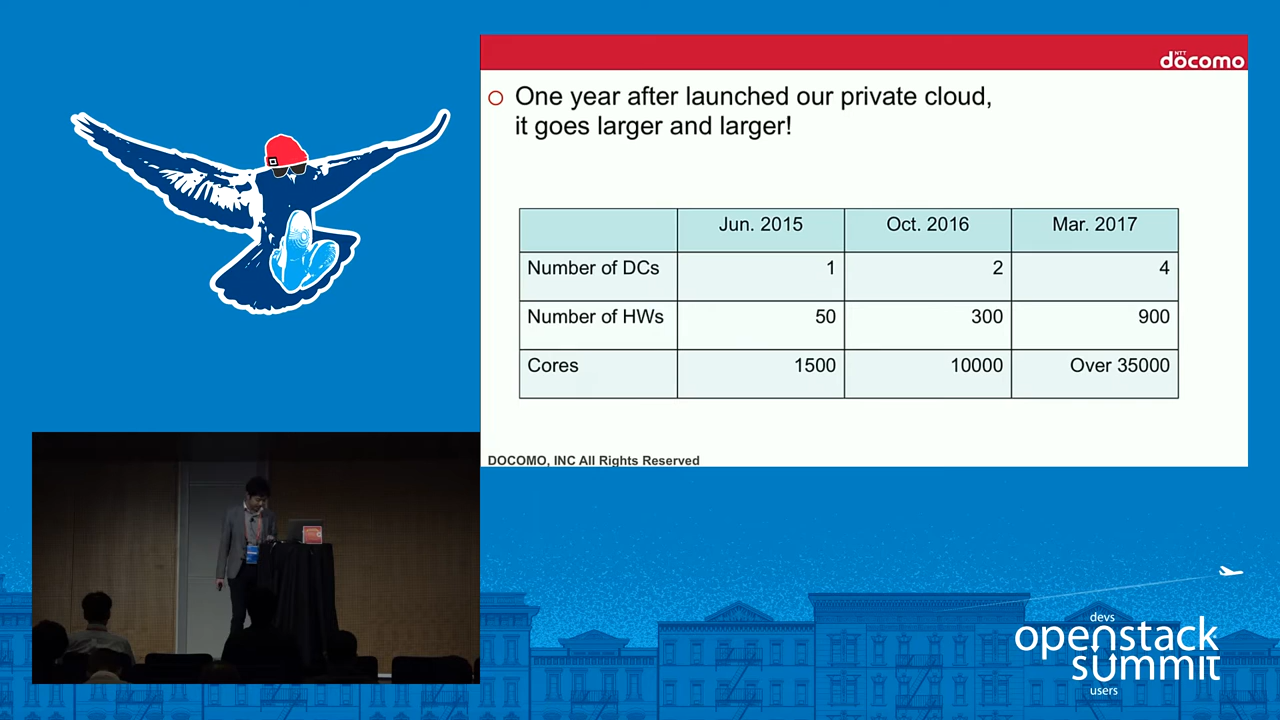 NTT
döcomo
One year after launched our private cloud,
it goes larger and larger!
Jun. 2015 Oct. 2016 Mar. 2017
Number of DCs 1 2 4
Number of HWs 50 300 900
Cores 1500 10000 Over 35000
DOCOMO, INC All Rights Reserved
devs
openstack
summit
users